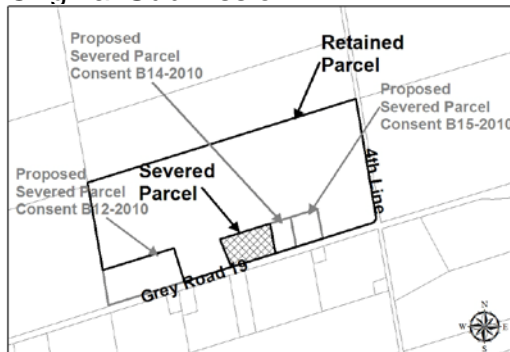 Proposed
Severed Parcel
Consent B14-2010
Retained
Parcel
Proposed
Severed Parcel
Consent B15-2010
Proposed
Severed Parcel
Consent B12-2010
Severed
Parcel
4th Line
Grey Road 19
N
W
E
S